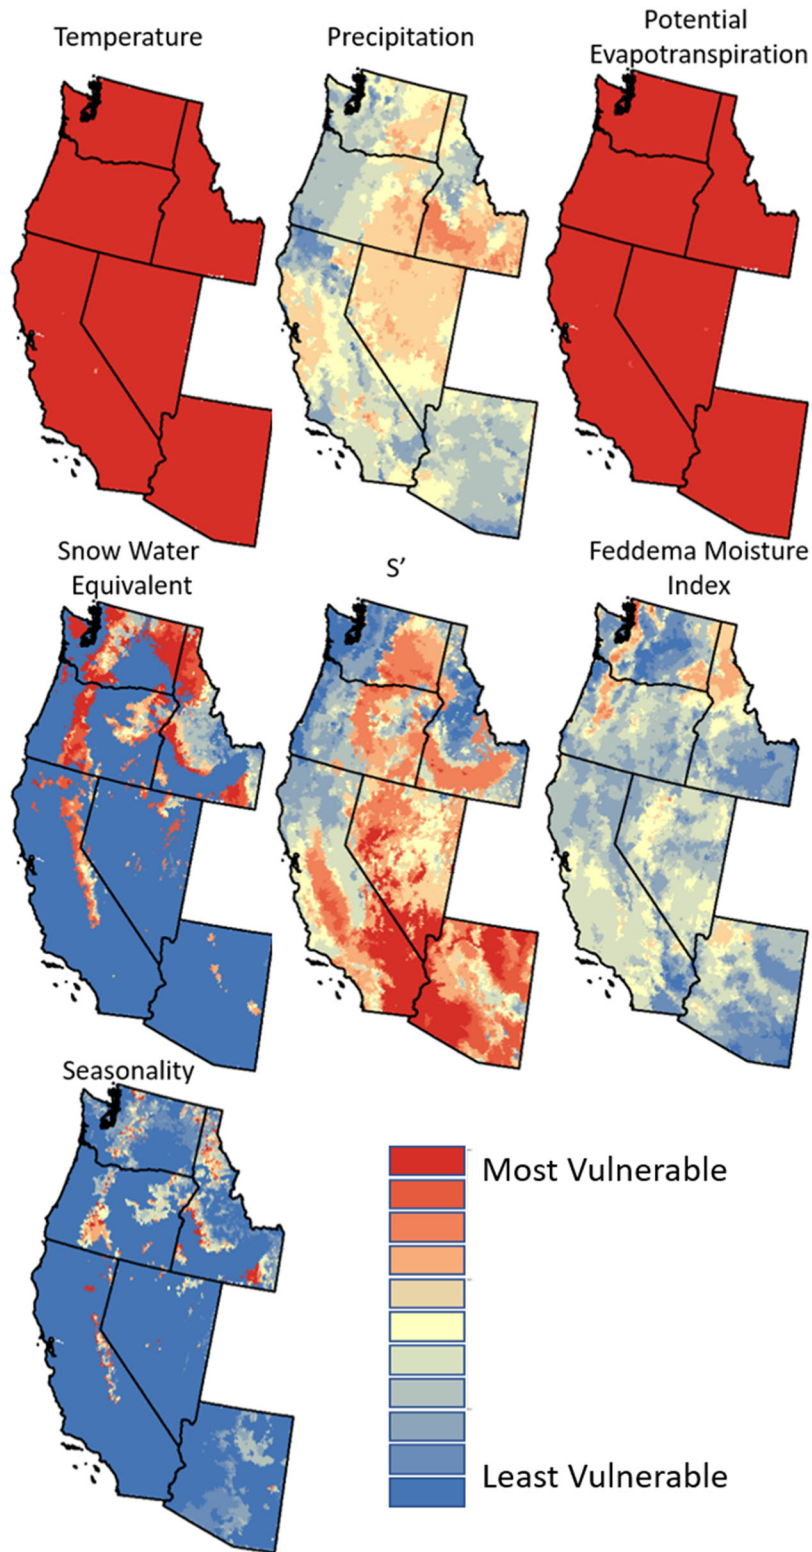 Temperature
Precipitation
Potential
Evapotranspiration
Snow Water
Equivalent
S’
Feddema Moisture
Index
Seasonality
Most Vulnerable
Least Vulnerable